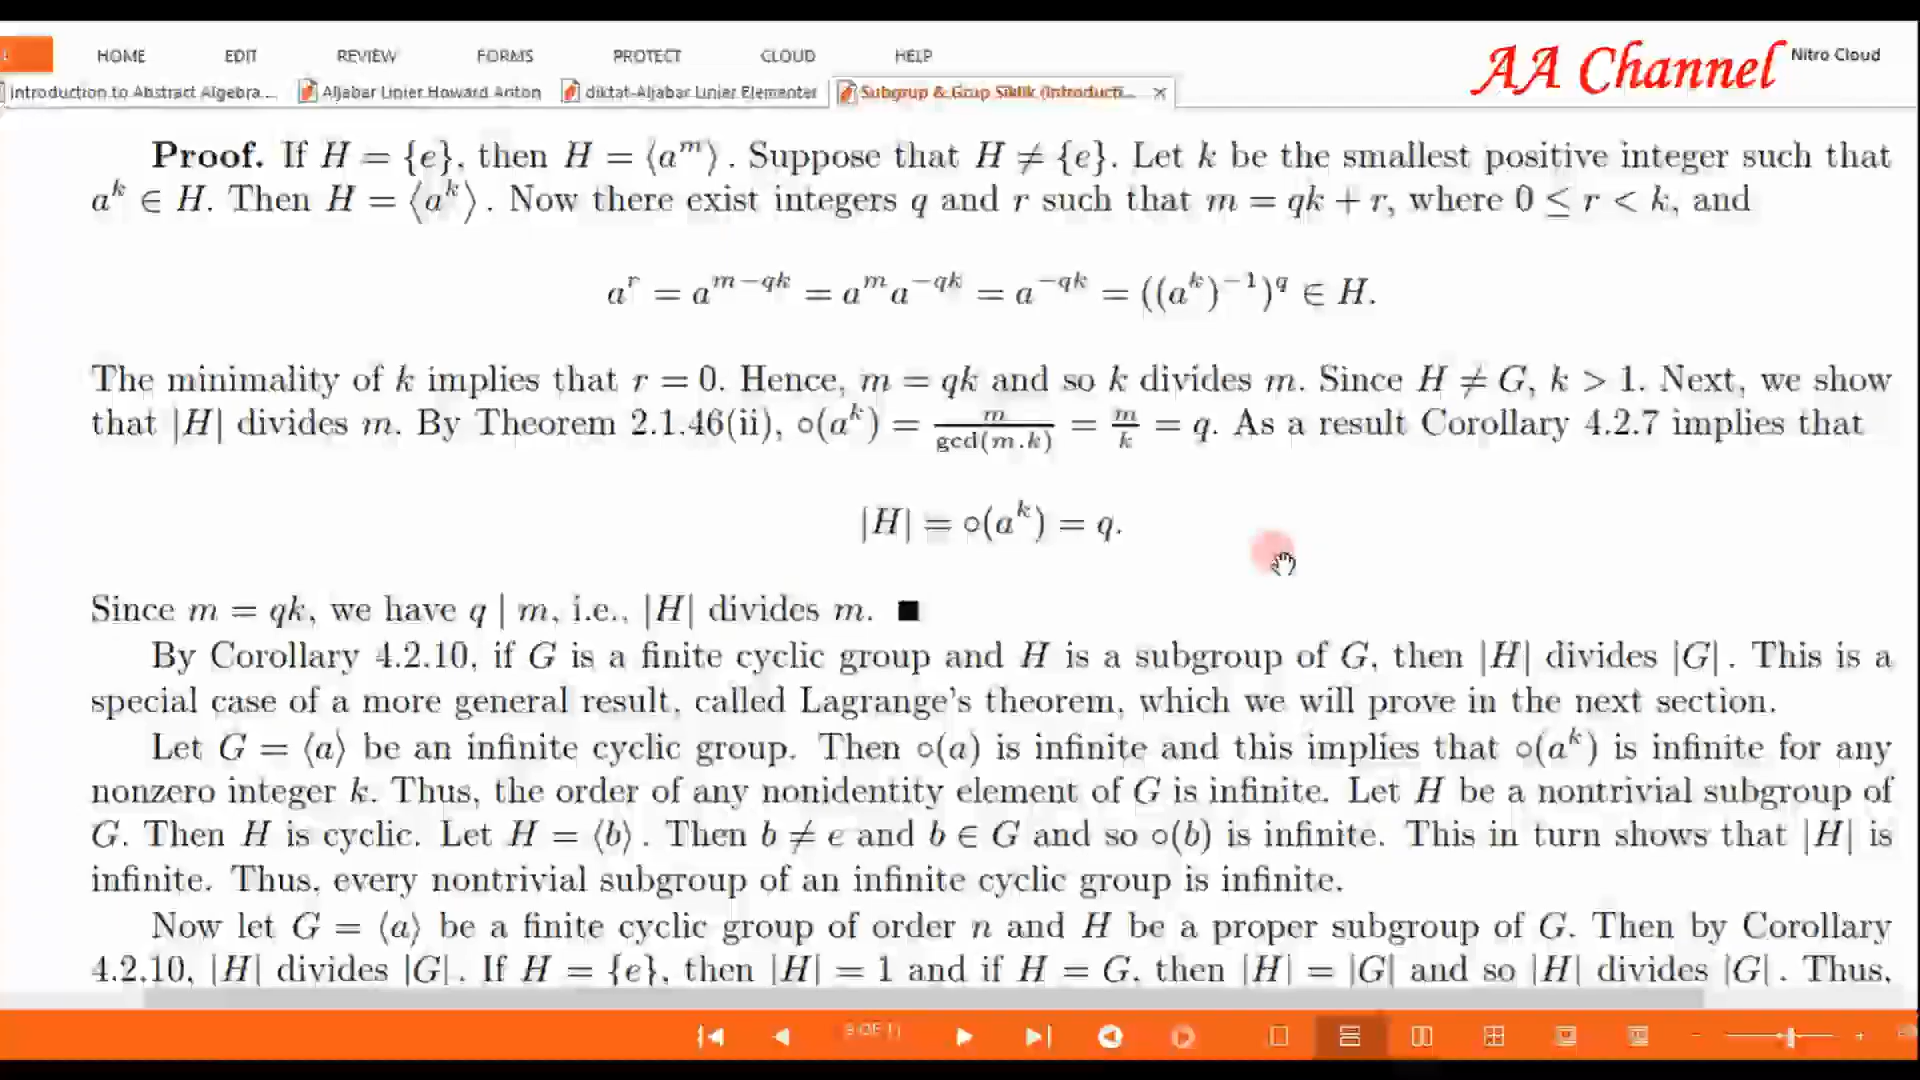 HOME EDIT REVIEW FORMS PROTECT CLOUD HELP
AA Channel
Nitro Cloud
Introduction to Abstract Algebra... Aljabar Linier Howard Anton diktat-Aljabar Linier Elementer Subgrup & Grup Siklik (Introducti...
Proof. If H = {e}, then H = ⟨aᵐ⟩. Suppose that H ≠ {e}. Let k be the smallest positive integer such that
aᵏ ∈ H. Then H = ⟨aᵏ⟩. Now there exist integers q and r such that m = qk + r, where 0 ≤ r < k, and
a^r = a^{m−qk} = a^m a^{−qk} = a^{−qk} = ((a^k)^{−1})^q ∈ H.
The minimality of k implies that r = 0. Hence, m = qk and so k divides m. Since H ≠ G, k > 1. Next, we show
that |H| divides m. By Theorem 2.1.46(ii), ∘(aᵏ) = m/gcd(m,k) = m/k = q. As a result Corollary 4.2.7 implies that
|H| = ∘(aᵏ) = q.
Since m = qk, we have q | m, i.e., |H| divides m. ■
By Corollary 4.2.10, if G is a finite cyclic group and H is a subgroup of G, then |H| divides |G|. This is a
special case of a more general result, called Lagrange's theorem, which we will prove in the next section.
Let G = ⟨a⟩ be an infinite cyclic group. Then ∘(a) is infinite and this implies that ∘(aᵏ) is infinite for any
nonzero integer k. Thus, the order of any nonidentity element of G is infinite. Let H be a nontrivial subgroup of
G. Then H is cyclic. Let H = ⟨b⟩. Then b ≠ e and b ∈ G and so ∘(b) is infinite. This in turn shows that |H| is
infinite. Thus, every nontrivial subgroup of an infinite cyclic group is infinite.
Now let G = ⟨a⟩ be a finite cyclic group of order n and H be a proper subgroup of G. Then by Corollary
4.2.10, |H| divides |G|. If H = {e}, then |H| = 1 and if H = G, then |H| = |G| and so |H| divides |G|. Thus,